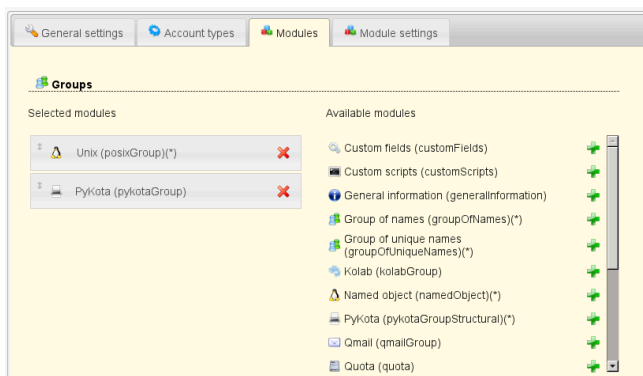 General settings
Account types
Modules
Module settings
Groups
Selected modules
Available modules
Unix (posixGroup)(*)
PyKota (pykotaGroup)
Custom fields (customFields)
Custom scripts (customScripts)
General information (generalInformation)
Group of names (groupOfNames)(*)
Group of unique names
(groupOfUniqueNames)(*)
Kolab (kolabGroup)
Named object (namedObject)(*)
PyKota (pykotaGroupStructural)(*)
Qmail (qmailGroup)
Quota (quota)